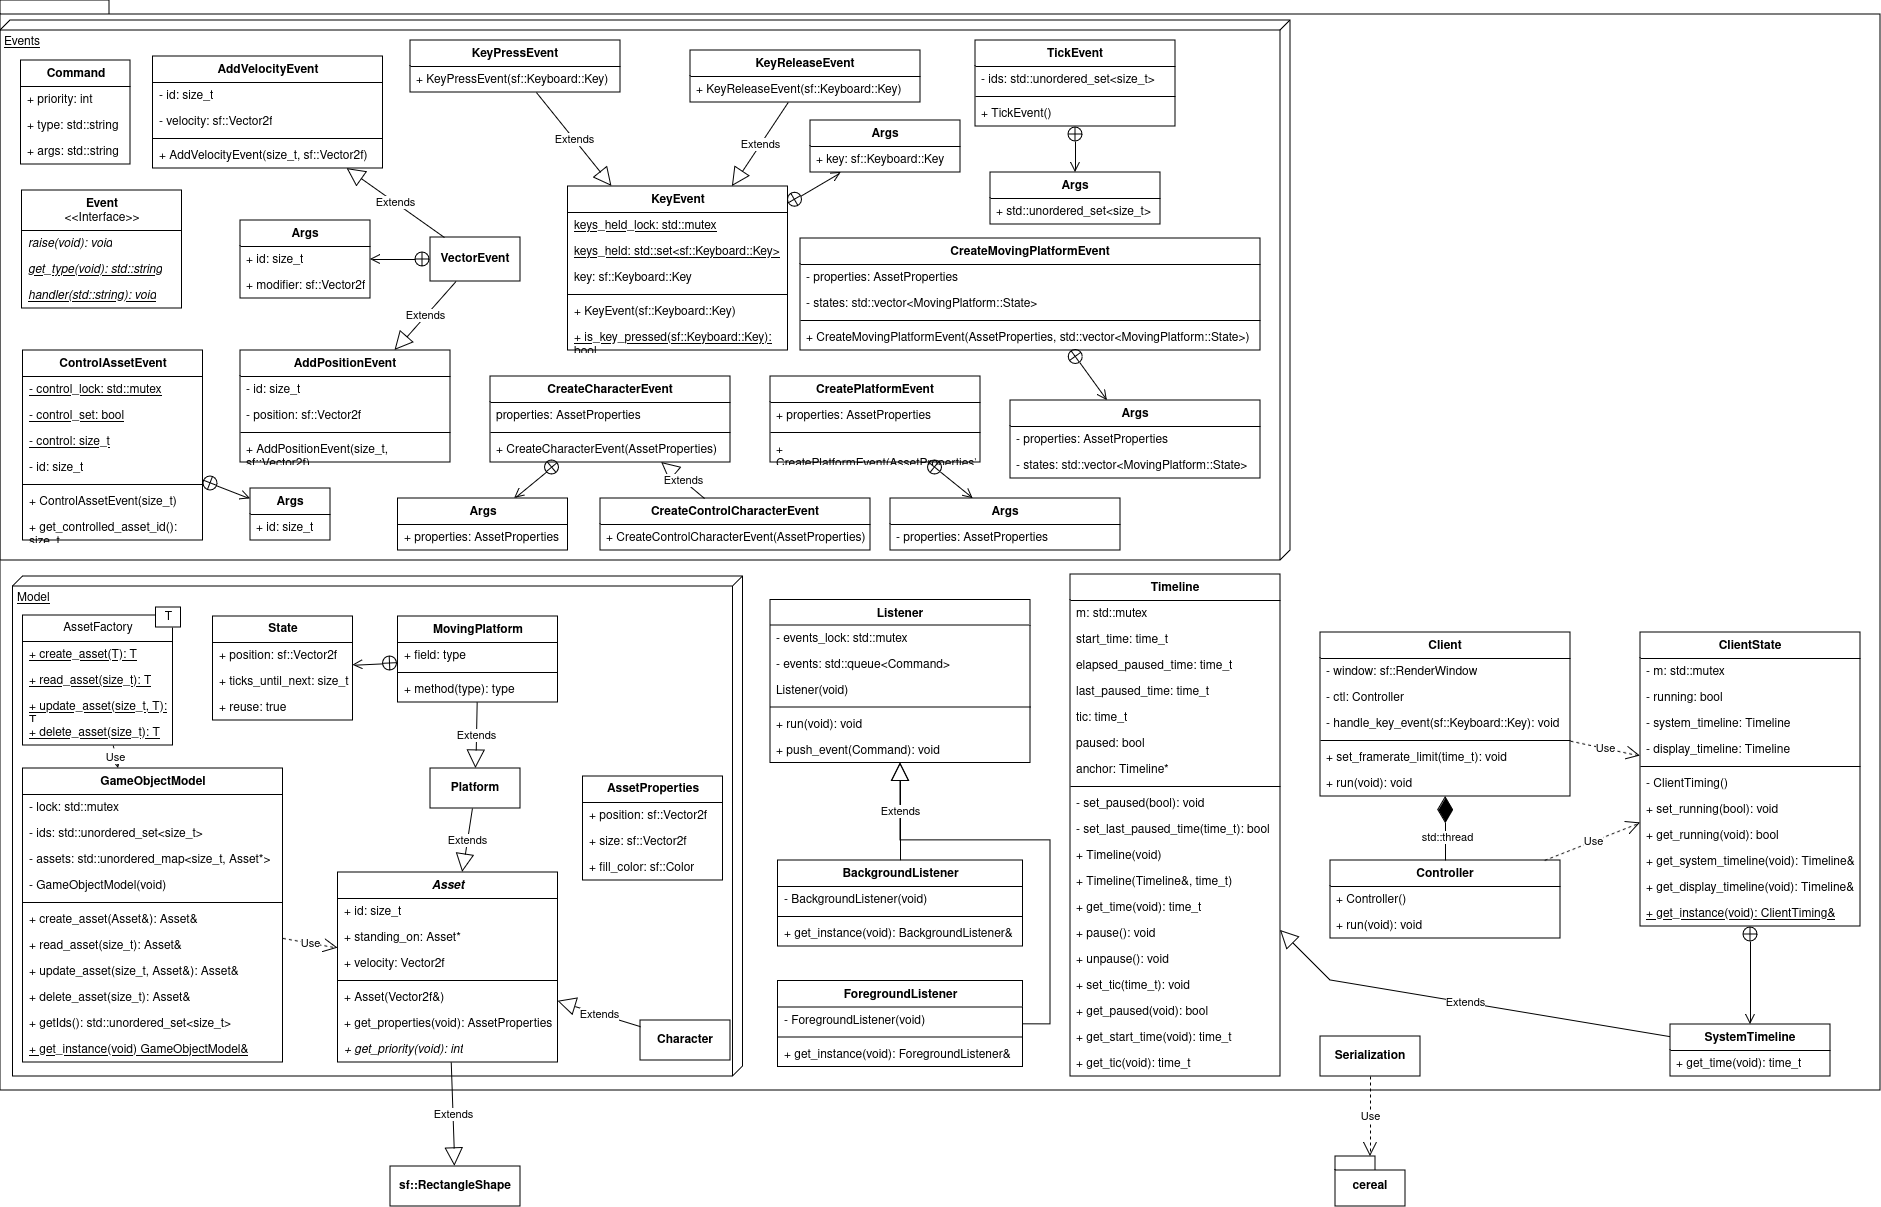 Events
Command
+ priority: int
+ type: std::string
+ args: std::string
AddVelocityEvent
- id: size_t
- velocity: sf::Vector2f
+ AddVelocityEvent(size_t, sf::Vector2f)
KeyPressEvent
+ KeyPressEvent(sf::Keyboard::Key)
KeyReleaseEvent
+ KeyReleaseEvent(sf::Keyboard::Key)
TickEvent
- ids: std::unordered_set<size_t>
+ TickEvent()
Extends
Extends
Args
+ key: sf::Keyboard::Key
Args
+ std::unordered_set<size_t>
Event
<<Interface>>
raise(void): void
get_type(void): std::string
handler(std::string): void
Extends
Args
+ id: size_t
+ modifier: sf::Vector2f
VectorEvent
Extends
KeyEvent
keys_held_lock: std::mutex
keys_held: std::set<sf::Keyboard::Key>
key: sf::Keyboard::Key
+ KeyEvent(sf::Keyboard::Key)
+ is_key_pressed(sf::Keyboard::Key):
bool
CreateMovingPlatformEvent
- properties: AssetProperties
- states: std::vector<MovingPlatform::State>
+ CreateMovingPlatformEvent(AssetProperties, std::vector<MovingPlatform::State>)
ControlAssetEvent
- control_lock: std::mutex
- control_set: bool
- control: size_t
- id: size_t
+ ControlAssetEvent(size_t)
+ get_controlled_asset_id():
size_t
AddPositionEvent
- id: size_t
- position: sf::Vector2f
+ AddPositionEvent(size_t,
sf::Vector2f)
CreateCharacterEvent
properties: AssetProperties
+ CreateCharacterEvent(AssetProperties)
CreatePlatformEvent
+ properties: AssetProperties
+
CreatePlatformEvent(AssetProperties
Args
- properties: AssetProperties
- states: std::vector<MovingPlatform::State>
Args
+ id: size_t
Args
+ properties: AssetProperties
Extends
CreateControlCharacterEvent
+ CreateControlCharacterEvent(AssetProperties)
Args
- properties: AssetProperties
Model
T
AssetFactory
+ create_asset(T): T
+ read_asset(size_t): T
+ update_asset(size_t, T):
T
+ delete_asset(size_t): T
Use
State
+ position: sf::Vector2f
+ ticks_until_next: size_t
+ reuse: true
MovingPlatform
+ field: type
+ method(type): type
Extends
Platform
Extends
GameObjectModel
- lock: std::mutex
- ids: std::unordered_set<size_t>
- assets: std::unordered_map<size_t, Asset*>
- GameObjectModel(void)
+ create_asset(Asset&): Asset&
+ read_asset(size_t): Asset&
+ update_asset(size_t, Asset&): Asset&
+ delete_asset(size_t): Asset&
+ getIds(): std::unordered_set<size_t>
+ get_instance(void) GameObjectModel&
Use
AssetProperties
+ position: sf::Vector2f
+ size: sf::Vector2f
+ fill_color: sf::Color
Asset
+ id: size_t
+ standing_on: Asset*
+ velocity: Vector2f
+ Asset(Vector2f&)
+ get_properties(void): AssetProperties
+ get_priority(void): int
Extends
Character
Extends
sf::RectangleShape
Listener
- events_lock: std::mutex
- events: std::queue<Command>
Listener(void)
+ run(void): void
+ push_event(Command): void
Extends
BackgroundListener
- BackgroundListener(void)
+ get_instance(void): BackgroundListener&
ForegroundListener
- ForegroundListener(void)
+ get_instance(void): ForegroundListener&
Timeline
m: std::mutex
start_time: time_t
elapsed_paused_time: time_t
last_paused_time: time_t
tic: time_t
paused: bool
anchor: Timeline*
- set_paused(bool): void
- set_last_paused_time(time_t): bool
+ Timeline(void)
+ Timeline(Timeline&, time_t)
+ get_time(void): time_t
+ pause(): void
+ unpause(): void
+ set_tic(time_t): void
+ get_paused(void): bool
+ get_start_time(void): time_t
+ get_tic(void): time_t
Client
- window: sf::RenderWindow
- ctl: Controller
- handle_key_event(sf::Keyboard::Key): void
+ set_framerate_limit(time_t): void
+ run(void): void
Use
std::thread
Use
Controller
+ Controller()
+ run(void): void
ClientState
- m: std::mutex
- running: bool
- system_timeline: Timeline
- display_timeline: Timeline
- ClientTiming()
+ set_running(bool): void
+ get_running(void): bool
+ get_system_timeline(void): Timeline&
+ get_display_timeline(void): Timeline&
+ get_instance(void): ClientTiming&
Extends
SystemTimeline
+ get_time(void): time_t
Serialization
Use
cereal